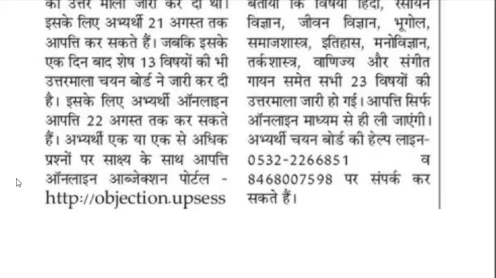 की उत्तर माला जारी कर दी थी।
इसके लिए अभ्यर्थी 21 अगस्त तक
आपत्ति कर सकते हैं। जबकि इसके
एक दिन बाद शेष 13 विषयों की भी
उत्तरमाला चयन बोर्ड ने जारी कर दी
है। इसके लिए अभ्यर्थी ऑनलाइन
आपत्ति 22 अगस्त तक कर सकते
हैं। अभ्यर्थी एक या एक से अधिक
प्रश्नों पर साक्ष्य के साथ आपत्ति
ऑनलाइन आब्जेक्शन पोर्टल -
http://objection.upsess
बताया कि विषयों हिंदी, रसायन
विज्ञान, जीवन विज्ञान, भूगोल,
समाजशास्त्र, इतिहास, मनोविज्ञान,
तर्कशास्त्र, वाणिज्य और संगीत
गायन समेत सभी 23 विषयों की
उत्तरमाला जारी हो गई। आपत्ति सिर्फ
ऑनलाइन माध्यम से ही ली जाएंगी।
अभ्यर्थी चयन बोर्ड की हेल्प लाइन-
0532-2266851 व
8468007598 पर संपर्क कर
सकते हैं।